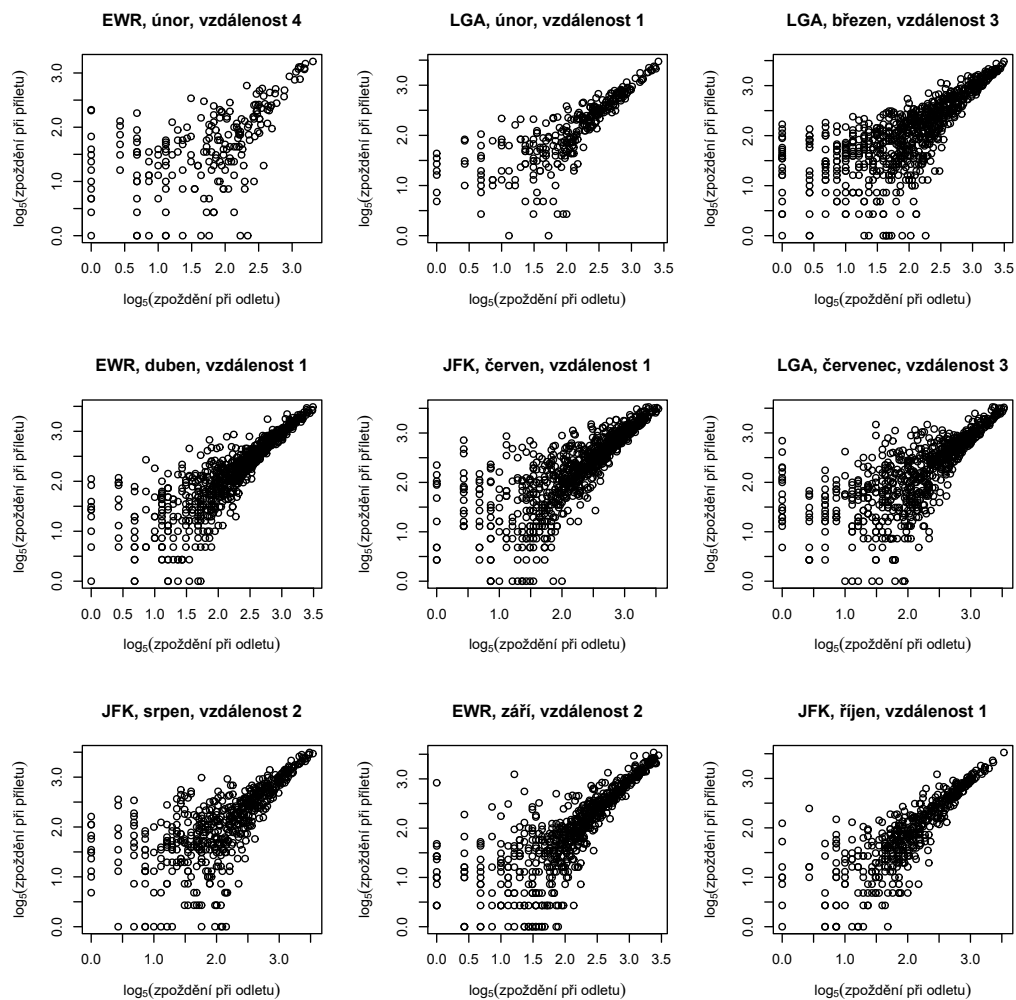 EWR, únor, vzdálenost 4
LGA, únor, vzdálenost 1
LGA, březen, vzdálenost 3
log5(zpoždění při příletu)
0.0 1.0 2.0 3.0
0.0 0.5 1.0 1.5 2.0 2.5 3.0
log5(zpoždění při odletu)
log5(zpoždění při příletu)
0.0 1.0 2.0 3.0
0.0 0.5 1.0 1.5 2.0 2.5 3.0 3.5
log5(zpoždění při odletu)
log5(zpoždění při příletu)
0.0 1.0 2.0 3.0
0.0 0.5 1.0 1.5 2.0 2.5 3.0 3.5
log5(zpoždění při odletu)
EWR, duben, vzdálenost 1
JFK, červen, vzdálenost 1
LGA, červenec, vzdálenost 3
log5(zpoždění při příletu)
0.0 1.0 2.0 3.0
0.0 0.5 1.0 1.5 2.0 2.5 3.0 3.5
log5(zpoždění při odletu)
log5(zpoždění při příletu)
0.0 1.0 2.0 3.0
0.0 1.0 2.0 3.0
log5(zpoždění při odletu)
log5(zpoždění při příletu)
0.0 1.0 2.0 3.0
0.0 1.0 2.0 3.0
log5(zpoždění při odletu)
JFK, srpen, vzdálenost 2
EWR, září, vzdálenost 2
JFK, říjen, vzdálenost 1
log5(zpoždění při příletu)
0.0 1.0 2.0 3.0
0.0 1.0 2.0 3.0
log5(zpoždění při odletu)
log5(zpoždění při příletu)
0.0 1.0 2.0 3.0
0.0 0.5 1.0 1.5 2.0 2.5 3.0 3.5
log5(zpoždění při odletu)
log5(zpoždění při příletu)
0.0 1.0 2.0 3.0
0.0 1.0 2.0 3.0
log5(zpoždění při odletu)